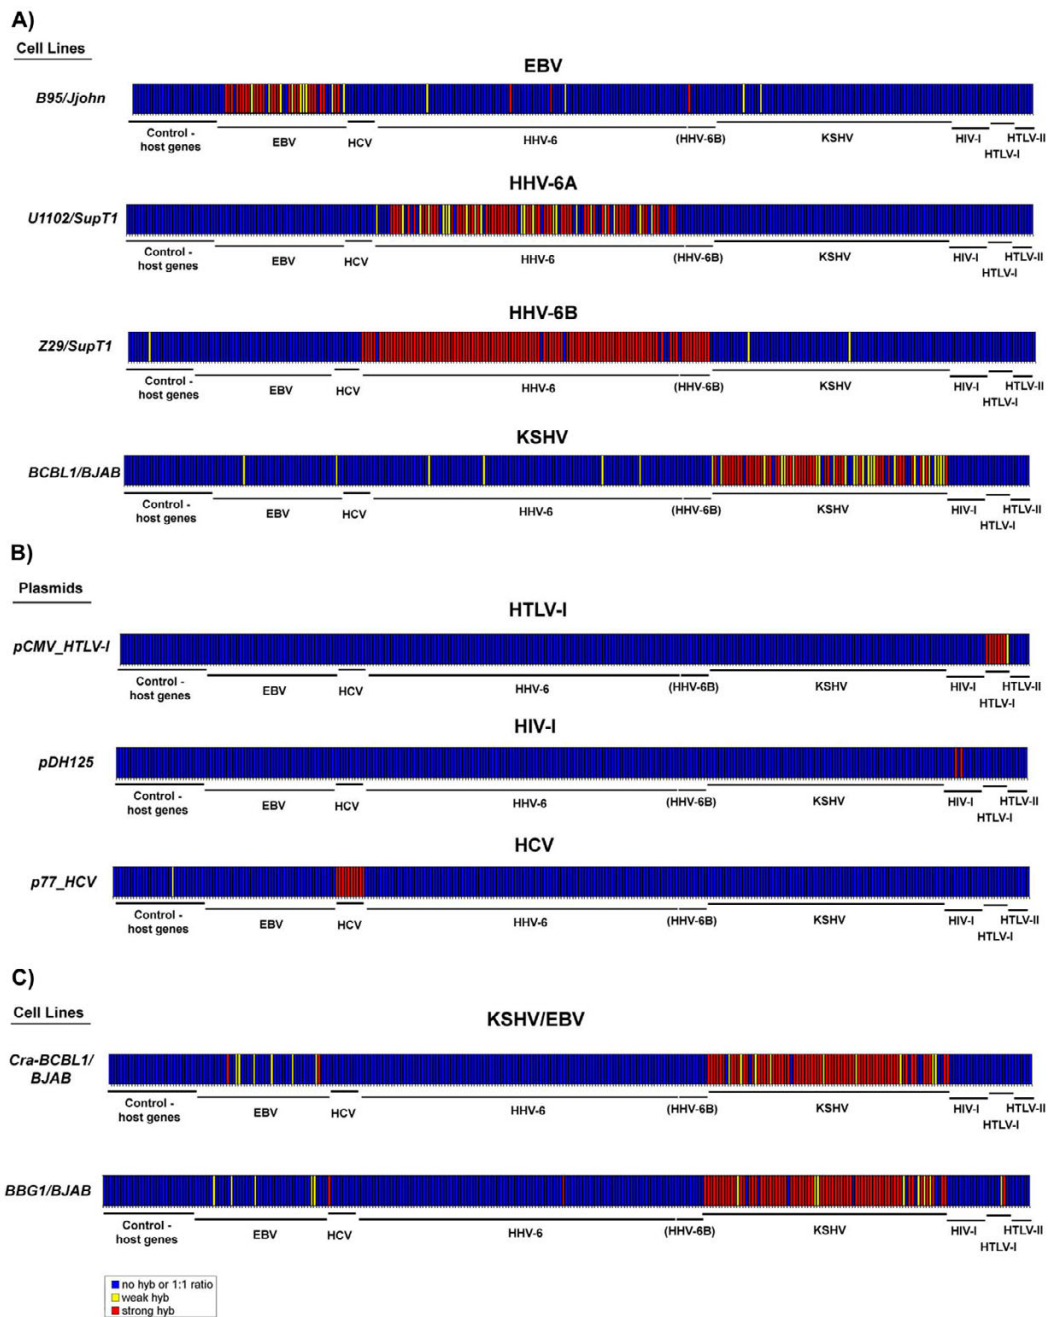 A)
Cell Lines
EBV
B95/Jjohn
Control -
host genes
EBV
HCV
HHV-6
(HHV-6B)
KSHV
HIV-I
HTLV-I
HTLV-II
HHV-6A
U1102/SupT1
Control -
host genes
EBV
HCV
HHV-6
(HHV-6B)
KSHV
HIV-I
HTLV-I
HTLV-II
HHV-6B
Z29/SupT1
Control -
host genes
EBV
HCV
HHV-6
(HHV-6B)
KSHV
HIV-I
HTLV-I
HTLV-II
KSHV
BCBL1/BJAB
Control -
host genes
EBV
HCV
HHV-6
(HHV-6B)
KSHV
HIV-I
HTLV-I
HTLV-II
B)
Plasmids
HTLV-I
pCMV_HTLV-I
Control -
host genes
EBV
HCV
HHV-6
(HHV-6B)
KSHV
HIV-I
HTLV-I
HTLV-II
HIV-I
pDH125
Control -
host genes
EBV
HCV
HHV-6
(HHV-6B)
KSHV
HIV-I
HTLV-I
HTLV-II
HCV
p77_HCV
Control -
host genes
EBV
HCV
HHV-6
(HHV-6B)
KSHV
HIV-I
HTLV-I
HTLV-II
C)
Cell Lines
KSHV/EBV
Cra-BCBL1/
BJAB
Control -
host genes
EBV
HCV
HHV-6
(HHV-6B)
KSHV
HIV-I
HTLV-I
HTLV-II
BBG1/BJAB
Control -
host genes
EBV
HCV
HHV-6
(HHV-6B)
KSHV
HIV-I
HTLV-I
HTLV-II
no hyb or 1:1 ratio
weak hyb
strong hyb